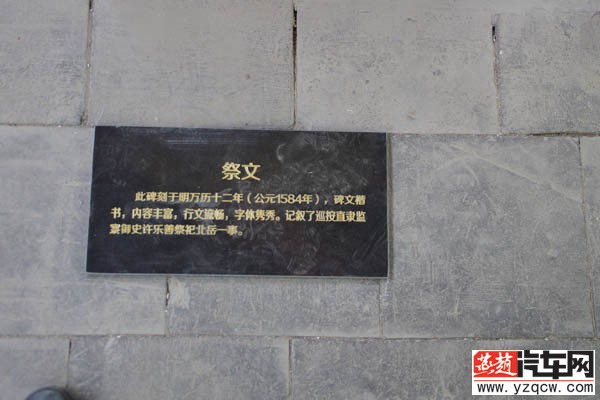 祭文
此碑刻于明万历十二年（公元1584年），碑文楷
书，内容丰富，行文流畅，字体隽秀。记叙了巡按直隶监
察御史许乐善祭祀北岳一事。
燕赵汽车网
www.yzqcw.com